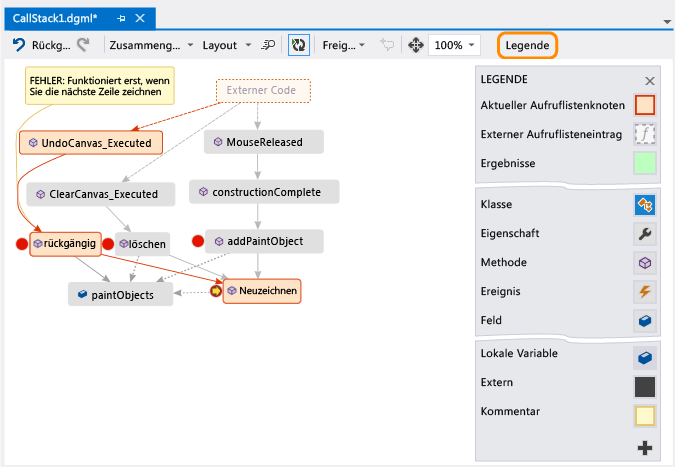 CallStack1.dgml*
Rückg...
Zusammeng...
Layout
Freig...
100%
Legende
FEHLER: Funktioniert erst, wenn
Sie die nächste Zeile zeichnen
Externer Code
UndoCanvas_Executed
MouseReleased
ClearCanvas_Executed
constructionComplete
rückgängig
löschen
addPaintObject
paintObjects
Neuzeichnen
LEGENDE
Aktueller Aufruflistenknoten
Externer Aufruflisteneintrag
f
Ergebnisse
Klasse
Eigenschaft
Methode
Ereignis
Feld
Lokale Variable
Extern
Kommentar